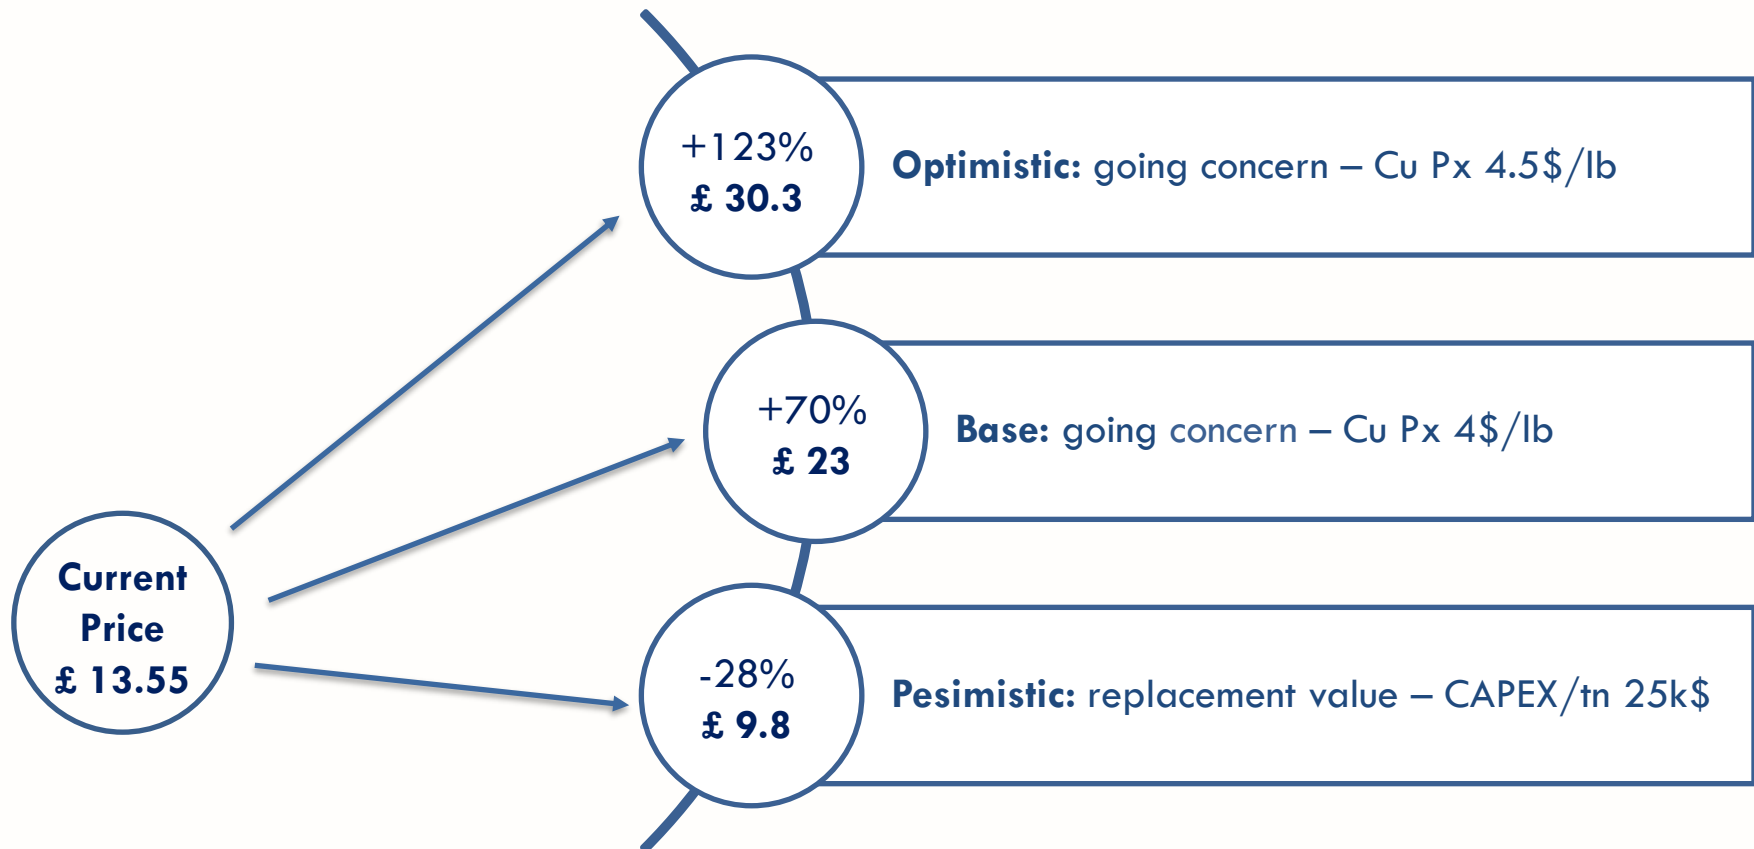 +123%
£ 30.3
Optimistic: going concern – Cu Px 4.5$/lb
+70%
£ 23
Base: going concern – Cu Px 4$/lb
Current
Price
£ 13.55
-28%
£ 9.8
Pesimistic: replacement value – CAPEX/tn 25k$